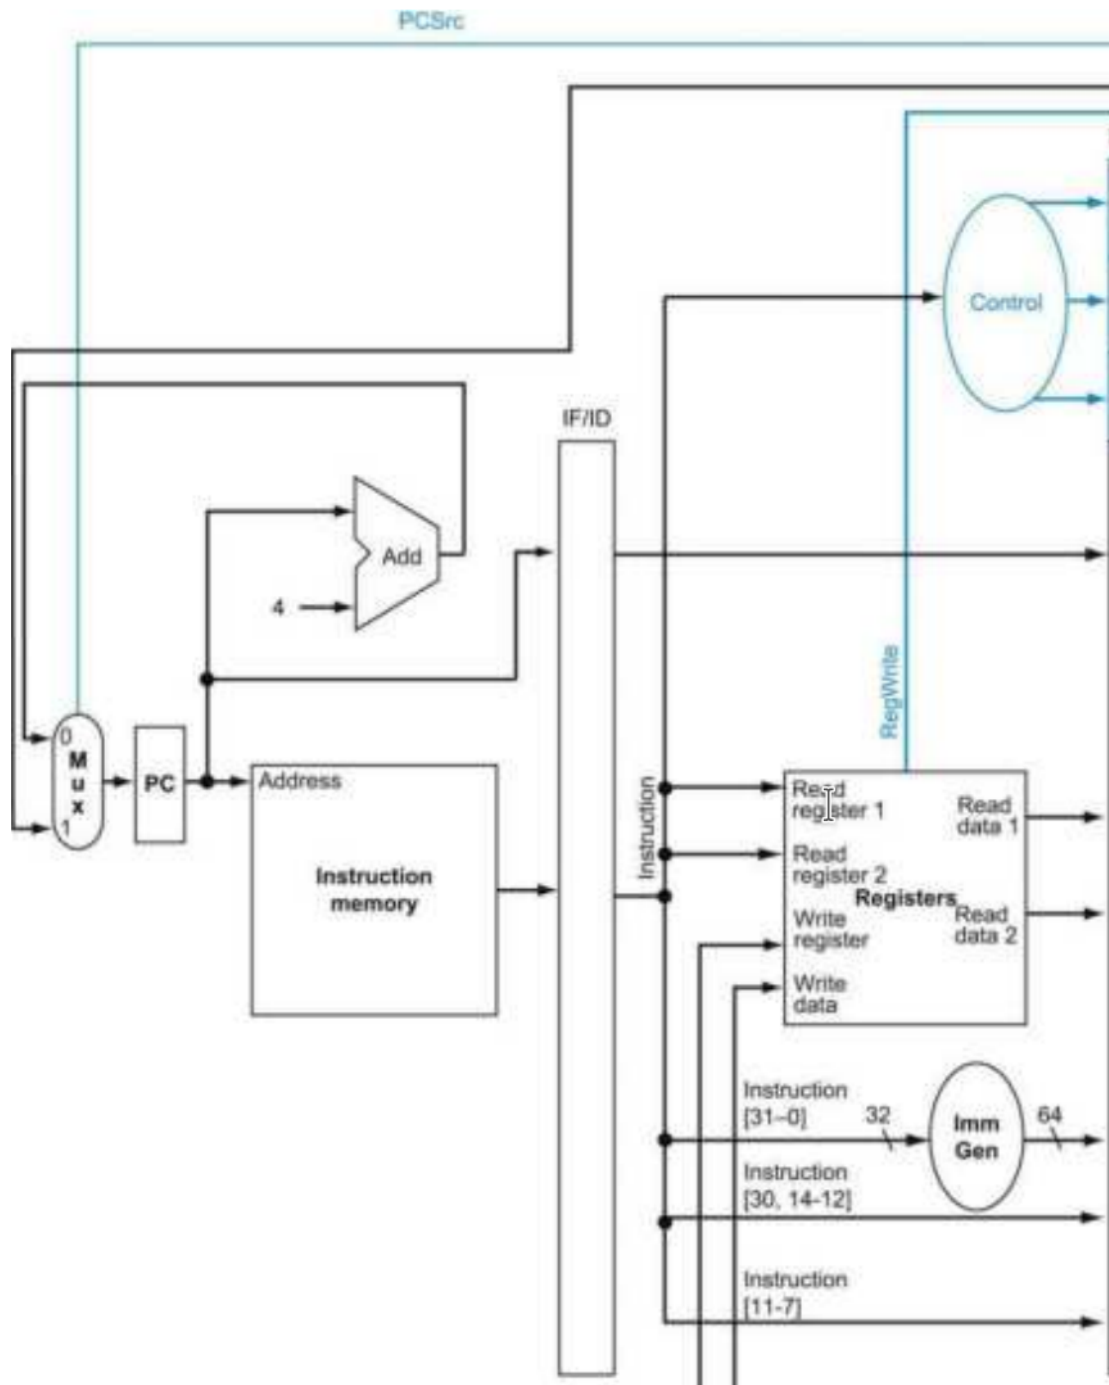 PCSrc
Control
IF/ID
Add
4
RegWrite
0
M
u
x
1
PC
Address
Instruction
memory
Instruction
Read
register 1
Read
register 2
Write
register
Write
data
Registers
Read
data 1
Read
data 2
Instruction
[31–0]
32
Imm
Gen
64
Instruction
[30, 14-12]
Instruction
[11-7]